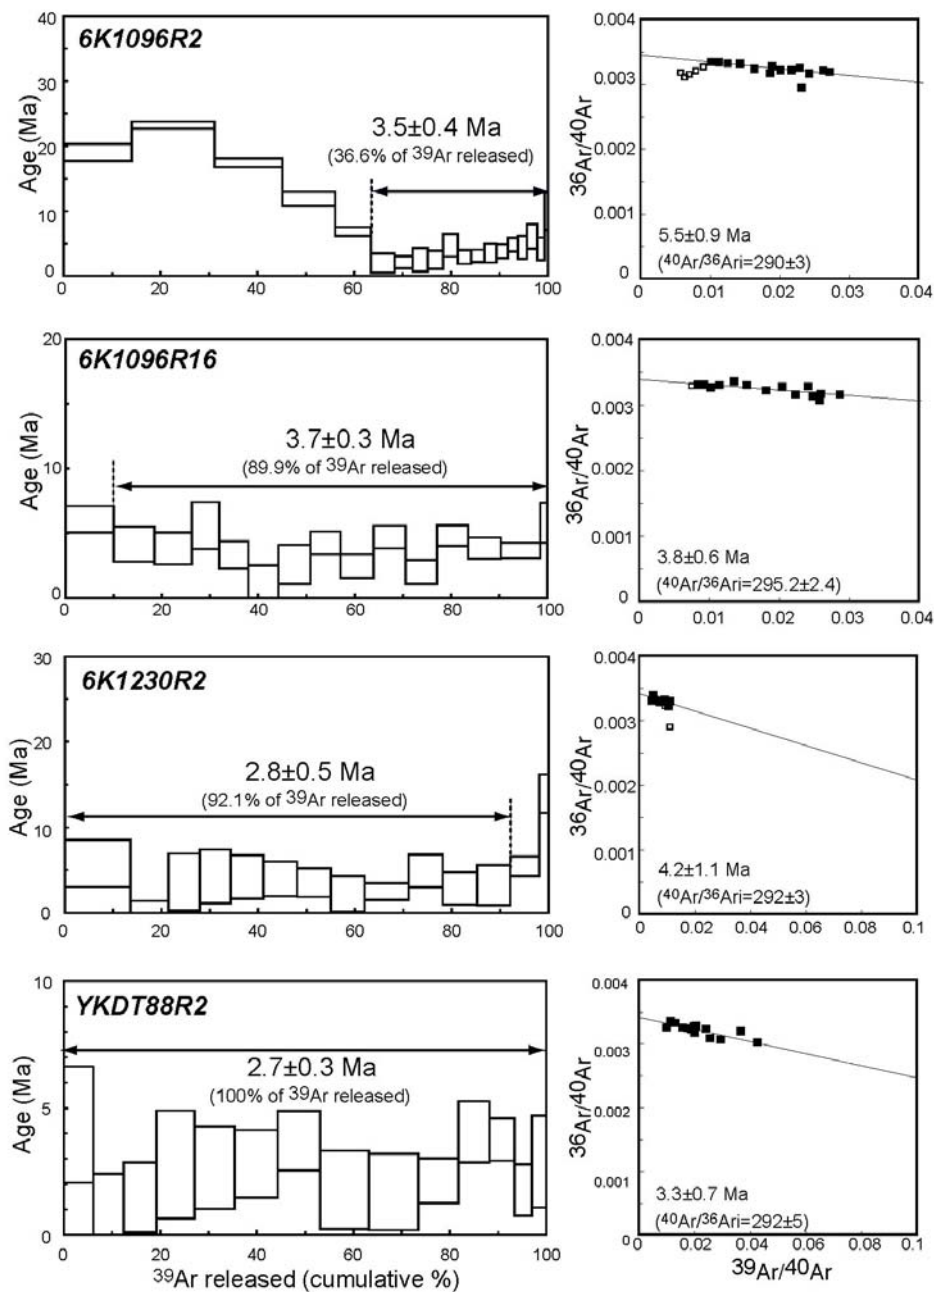 6K1096R2
40
30
20
10
0
Age (Ma)
3.5±0.4 Ma
(36.6% of 39Ar released)
0 20 40 60 80 100
0.004
0.003
0.002
0.001
0
36Ar/40Ar
5.5±0.9 Ma
(40Ar/36Ari=290±3)
0 0.01 0.02 0.03 0.04
6K1096R16
20
10
0
Age (Ma)
3.7±0.3 Ma
(89.9% of 39Ar released)
0 20 40 60 80 100
0.004
0.003
0.002
0.001
0
36Ar/40Ar
3.8±0.6 Ma
(40Ar/36Ari=295.2±2.4)
0 0.01 0.02 0.03 0.04
6K1230R2
30
20
10
0
Age (Ma)
2.8±0.5 Ma
(92.1% of 39Ar released)
0 20 40 60 80 100
0.004
0.003
0.002
0.001
0
36Ar/40Ar
4.2±1.1 Ma
(40Ar/36Ari=292±3)
0 0.02 0.04 0.06 0.08 0.1
YKDT88R2
10
5
0
Age (Ma)
2.7±0.3 Ma
(100% of 39Ar released)
0 20 40 60 80 100
39Ar released (cumulative %)
0.004
0.003
0.002
0.001
0
36Ar/40Ar
3.3±0.7 Ma
(40Ar/36Ari=292±5)
0 0.02 0.04 0.06 0.08 0.1
39Ar/40Ar